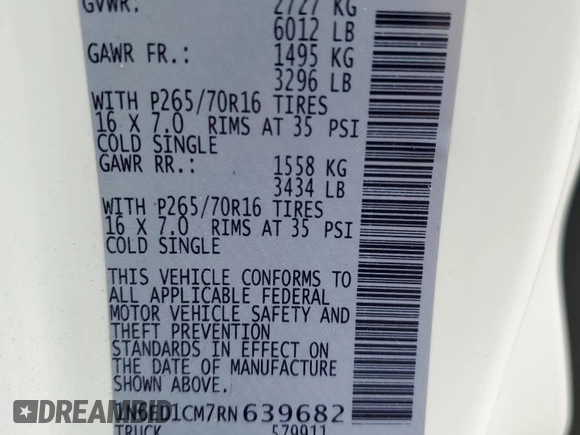 GVWR: 2727 KG
6012 LB
GAWR FR.: 1495 KG
3296 LB
WITH P265/70R16 TIRES
16 X 7.0 RIMS AT 35 PSI
COLD SINGLE
GAWR RR.: 1558 KG
3434 LB
WITH P265/70R16 TIRES
16 X 7.0 RIMS AT 35 PSI
COLD SINGLE
THIS VEHICLE CONFORMS TO
ALL APPLICABLE FEDERAL
MOTOR VEHICLE SAFETY AND
THEFT PREVENTION
STANDARDS IN EFFECT ON
THE DATE OF MANUFACTURE
SHOWN ABOVE.
1N6ED1CM7RN639682
TRUCK 579911
DREAMBID